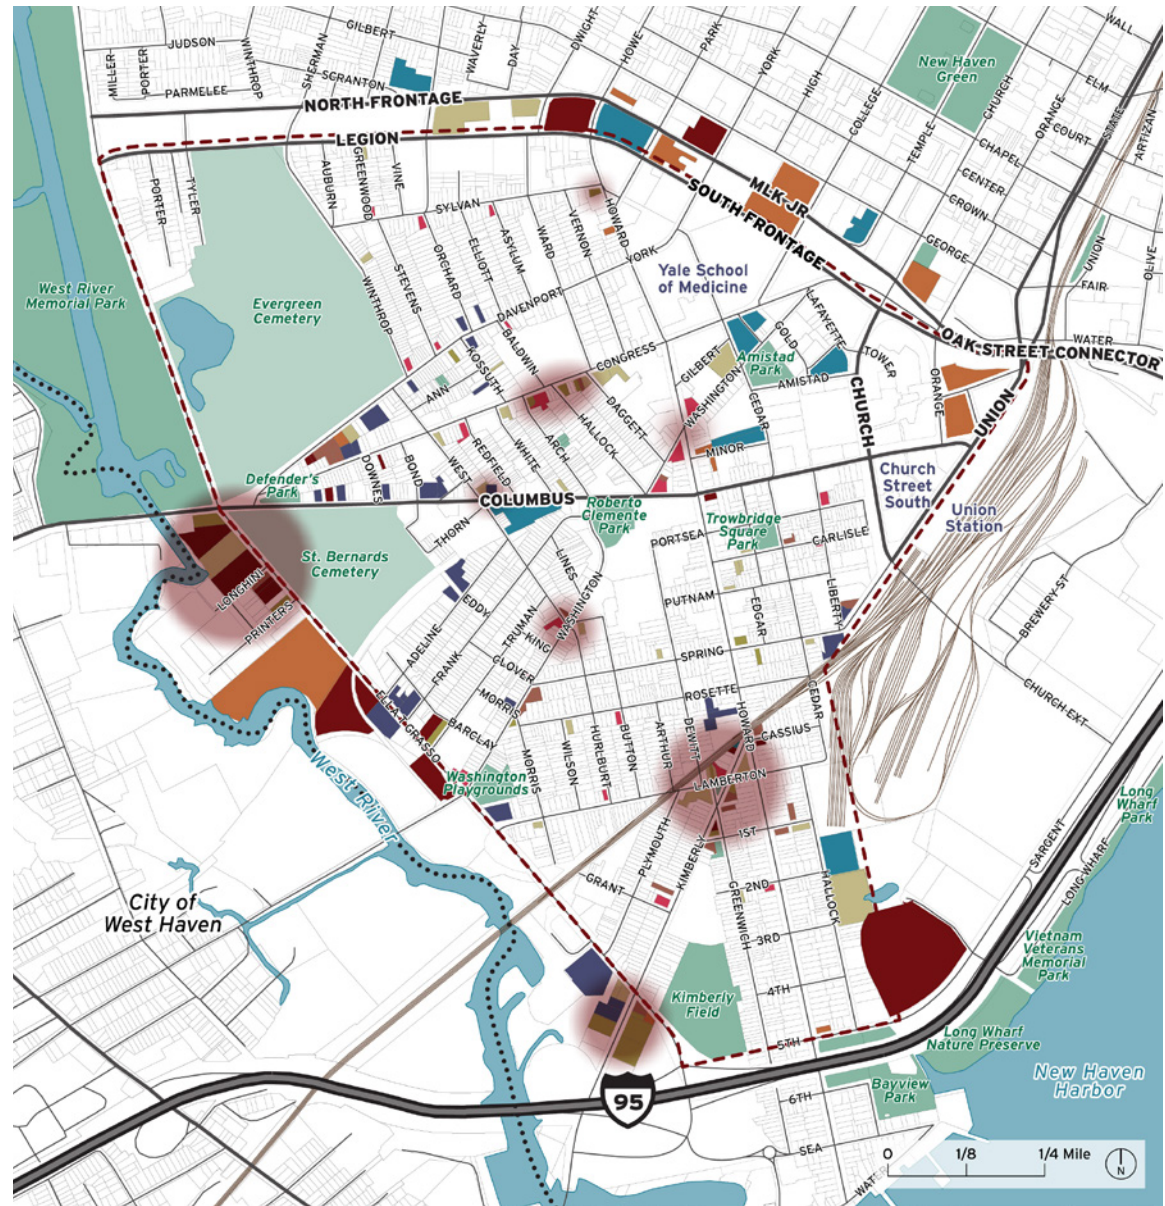 WALL
GILBERT
DWIGHT
HOWE
PARK
YORK
HIGH
COLLEGE
TEMPLE
New Haven
Green
CHURCH
ELM
ORANGE
COURT
STATE
ARTIZAN
JUDSON
MILLER
PORTER
WINTHROP
SHERMAN
SCRANTON
WAVERLY
DAY
PARMELEE
NORTH FRONTAGE
LEGION
CHAPEL
CENTER
CROWN
GEORGE
MLK JR
SOUTH FRONTAGE
UNION
OLIVE
FAIR
WATER
OAK STREET CONNECTOR
PORTER
TYLER
AUBURN
GREENWOOD
VINE
SYLVAN
ELLIOTT
ASYLUM
WARD
VERNON
HOWARD
YORK
ORCHARD
STEVENS
WINTHROP
DAVENPORT
Yale School
of Medicine
West River
Memorial Park
Evergreen
Cemetery
BALDWIN
KOSSUTH
ANN
CONGRESS
GILBERT
GOLD
LAFAYETTE
Amistad
Park
AMISTAD
TOWER
CHURCH
ORANGE
UNION
WASHINGTON
CEDAR
DAGGETT
HALLOCK
ARCH
WHITE
REDFIELD
WEST
BOND
DOWNES
MINOR
Defender's
Park
COLUMBUS
Roberto
Clemente
Park
Church
Street
South
Union
Station
Trowbridge
Square
Park
PORTSEA
CARLISLE
THORN
St. Bernards
Cemetery
LINES
WASHINGTON
PUTNAM
EDGAR
LIBERTY
BREWERY ST
LONGHINI
PRINTERS
EDDY
TRUMAN
KING
ADELINE
FRANK
CLOVER
MORRIS
SPRING
ROSETTE
CEDAR
CHURCH EXT
ELLA T GRASSO
BARCLAY
MORRIS
WILSON
HURLBURT
BUTTON
ARTHUR
DEWITT
HOWARD
CASSIUS
LAMBERTON
Washington
Playgrounds
West River
PLYMOUTH
KIMBERLY
1ST
GRANT
2ND
GREENWICH
HALLOCK
3RD
4TH
5TH
6TH
SARGENT
LONG WHARF
Long
Wharf
Park
City of
West Haven
Vietnam
Veterans
Memorial
Park
Kimberly
Field
Long Wharf
Nature Preserve
Bayview
Park
New Haven
Harbor
95
SEA
0 1/8 1/4 Mile
N